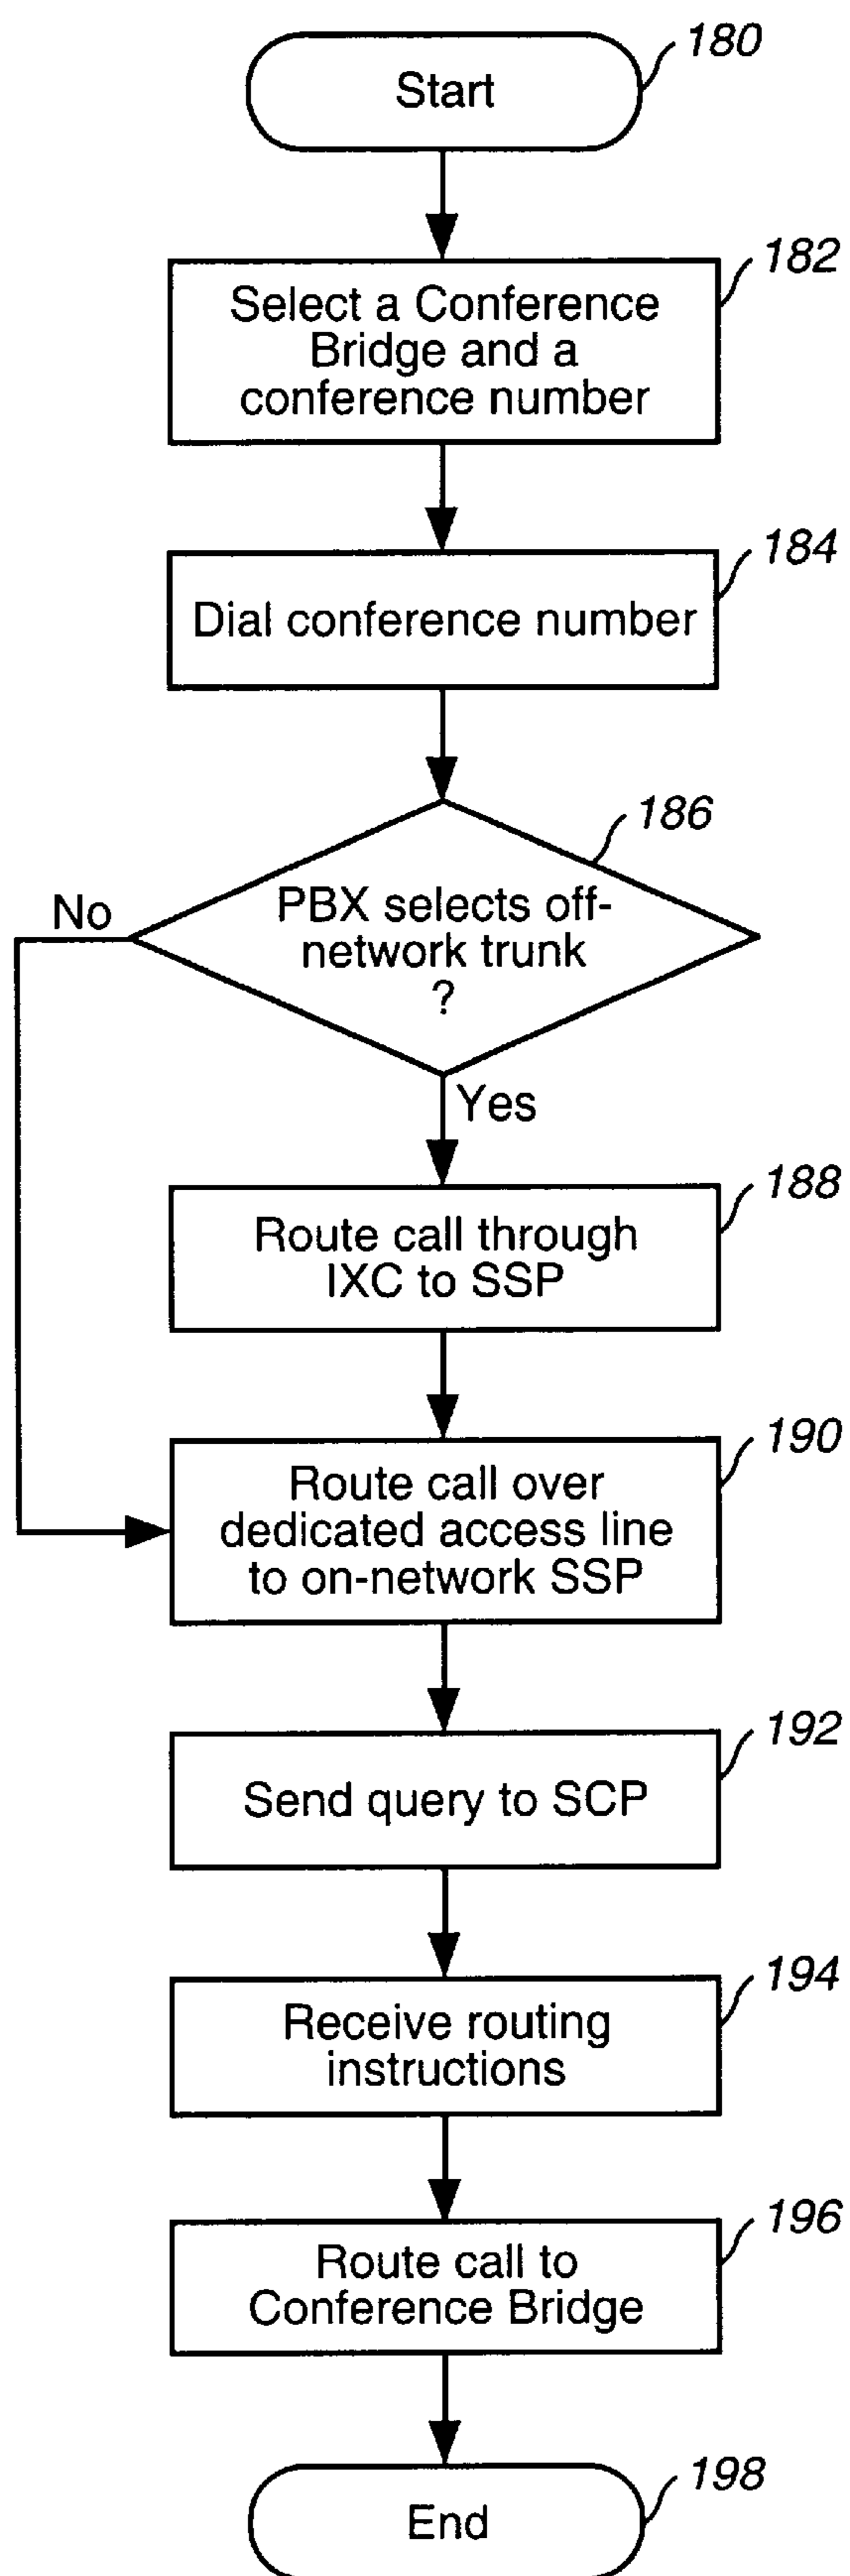 180
Start
182
Select a Conference
Bridge and a
conference number
184
Dial conference number
186
PBX selects off-
network trunk
?
No
Yes
188
Route call through
IXC to SSP
190
Route call over
dedicated access line
to on-network SSP
192
Send query to SCP
194
Receive routing
instructions
196
Route call to
Conference Bridge
198
End